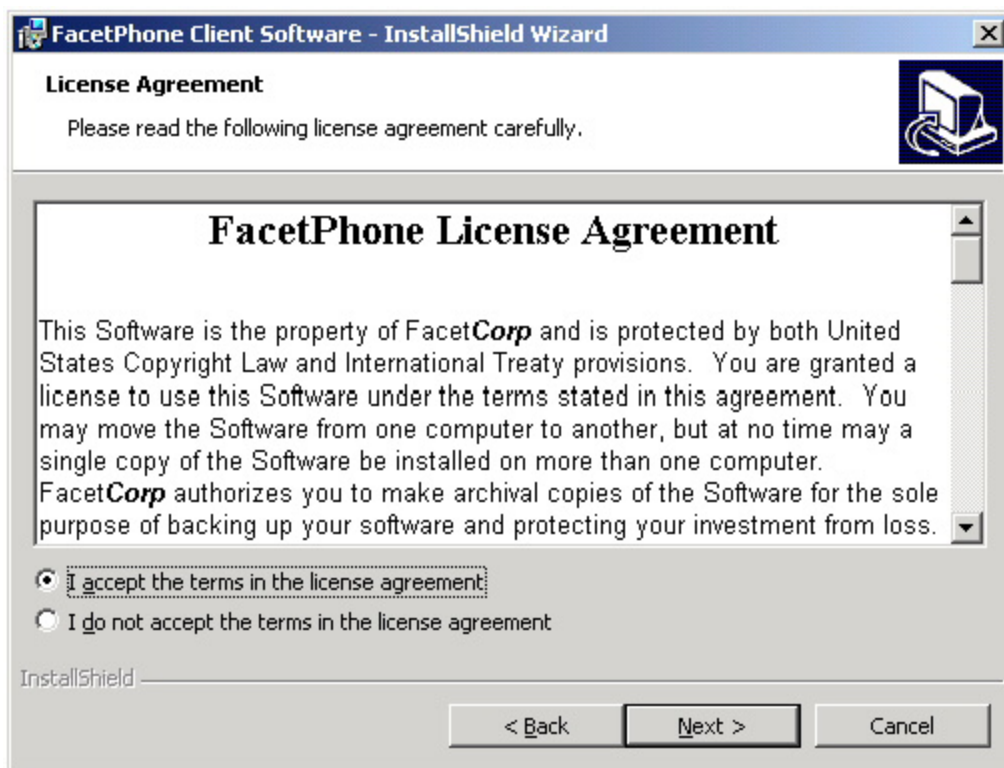 FacetPhone Client Software - InstallShield Wizard
License Agreement
Please read the following license agreement carefully.
FacetPhone License Agreement
This Software is the property of FacetCorp and is protected by both United
States Copyright Law and International Treaty provisions.  You are granted a
license to use this Software under the terms stated in this agreement.  You
may move the Software from one computer to another, but at no time may a
single copy of the Software be installed on more than one computer.
FacetCorp authorizes you to make archival copies of the Software for the sole
purpose of backing up your software and protecting your investment from loss.
I accept the terms in the license agreement
I do not accept the terms in the license agreement
InstallShield
< Back
Next >
Cancel